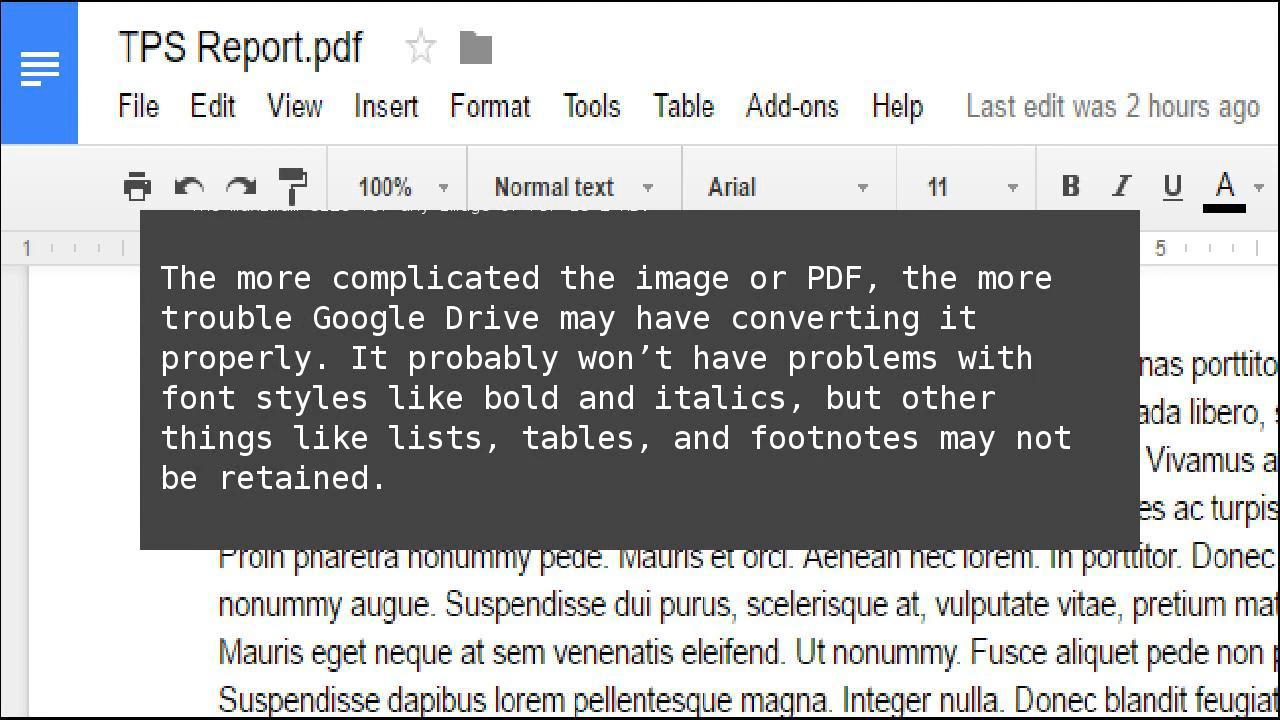 TPS Report.pdf
File Edit View Insert Format Tools Table Add-ons Help Last edit was 2 hours ago
100% Normal text Arial 11 B I U A
1 5
The more complicated the image or PDF, the more
trouble Google Drive may have converting it
properly. It probably won’t have problems with
font styles like bold and italics, but other
things like lists, tables, and footnotes may not
be retained.
nas porttito
ada libero, s
Vivamus a
es ac turpis
Proin pharetra nonummy pede. Mauris et orci. Aenean nec lorem. In porttitor. Donec
nonummy augue. Suspendisse dui purus, scelerisque at, vulputate vitae, pretium mat
Mauris eget neque at sem venenatis eleifend. Ut nonummy. Fusce aliquet pede non p
Suspendisse dapibus lorem pellentesque magna. Integer nulla. Donec blandit feugiat